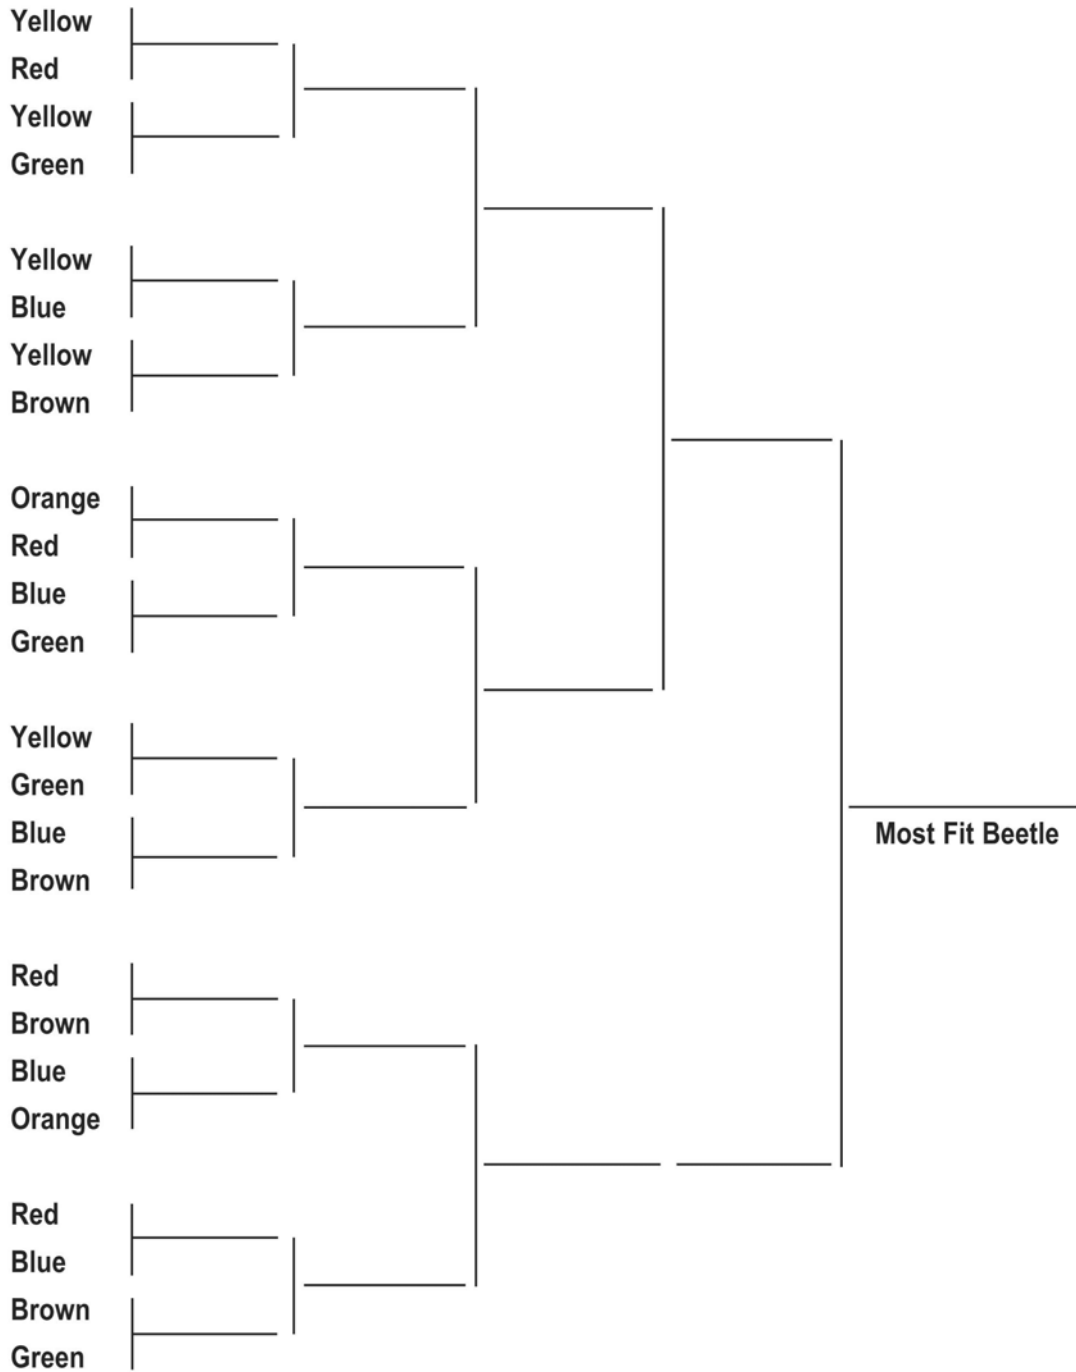 Yellow
Red
Yellow
Green
Yellow
Blue
Yellow
Brown
Orange
Red
Blue
Green
Yellow
Green
Blue
Brown
Most Fit Beetle
Red
Brown
Blue
Orange
Red
Blue
Brown
Green